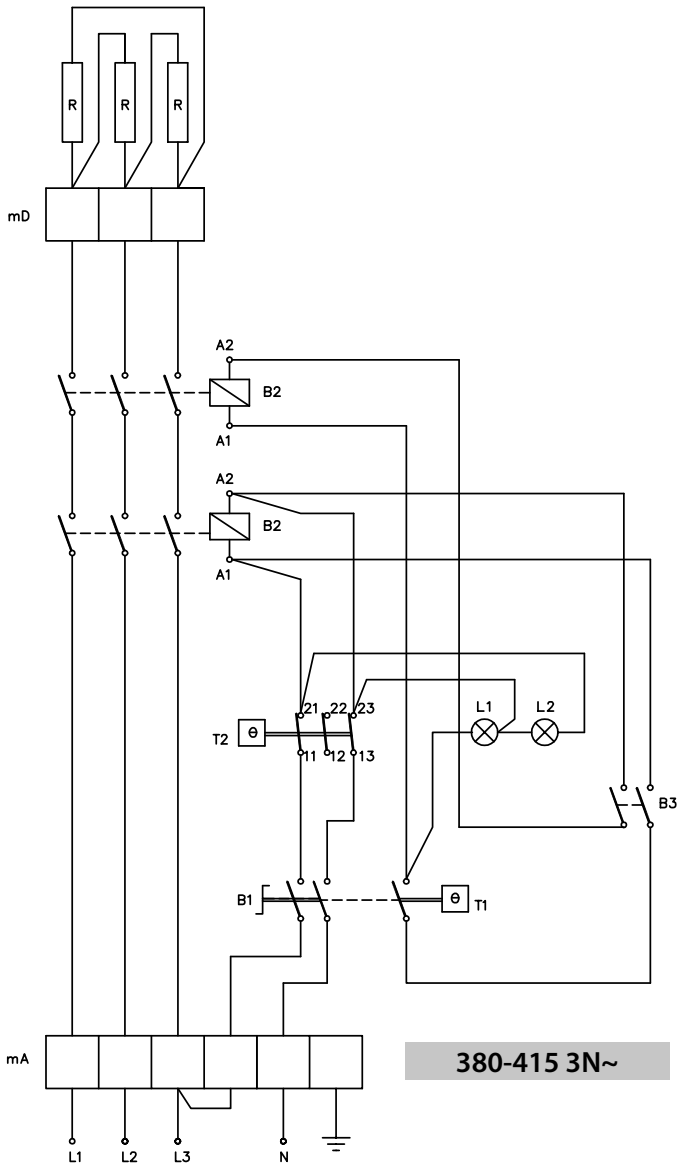 R R R
mD
A2
B2
A1
A2
B2
A1
21 22 23
L1 L2
T2 θ
11 12 13
B3
B1 θ T1
mA
380-415 3N~
L1 L2 L3 N